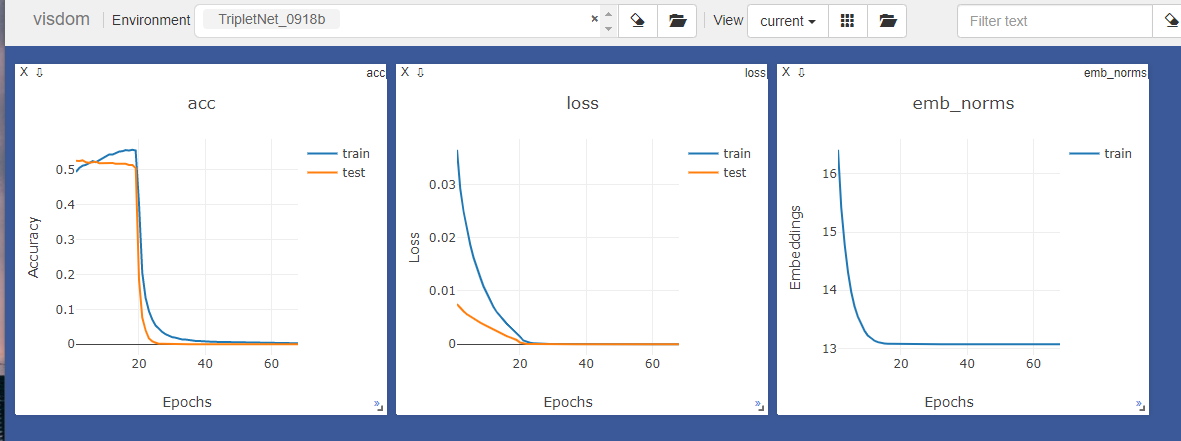 visdom Environment TripletNet_0918b × View current Filter text
X acc
acc
0.5
0.4
0.3
0.2
0.1
0
20 40 60
Accuracy
Epochs
train
test
»
X loss
loss
0.03
0.02
0.01
0
20 40 60
Loss
Epochs
train
test
»
X emb_norms
emb_norms
16
15
14
13
20 40 60
Embeddings
Epochs
train
»